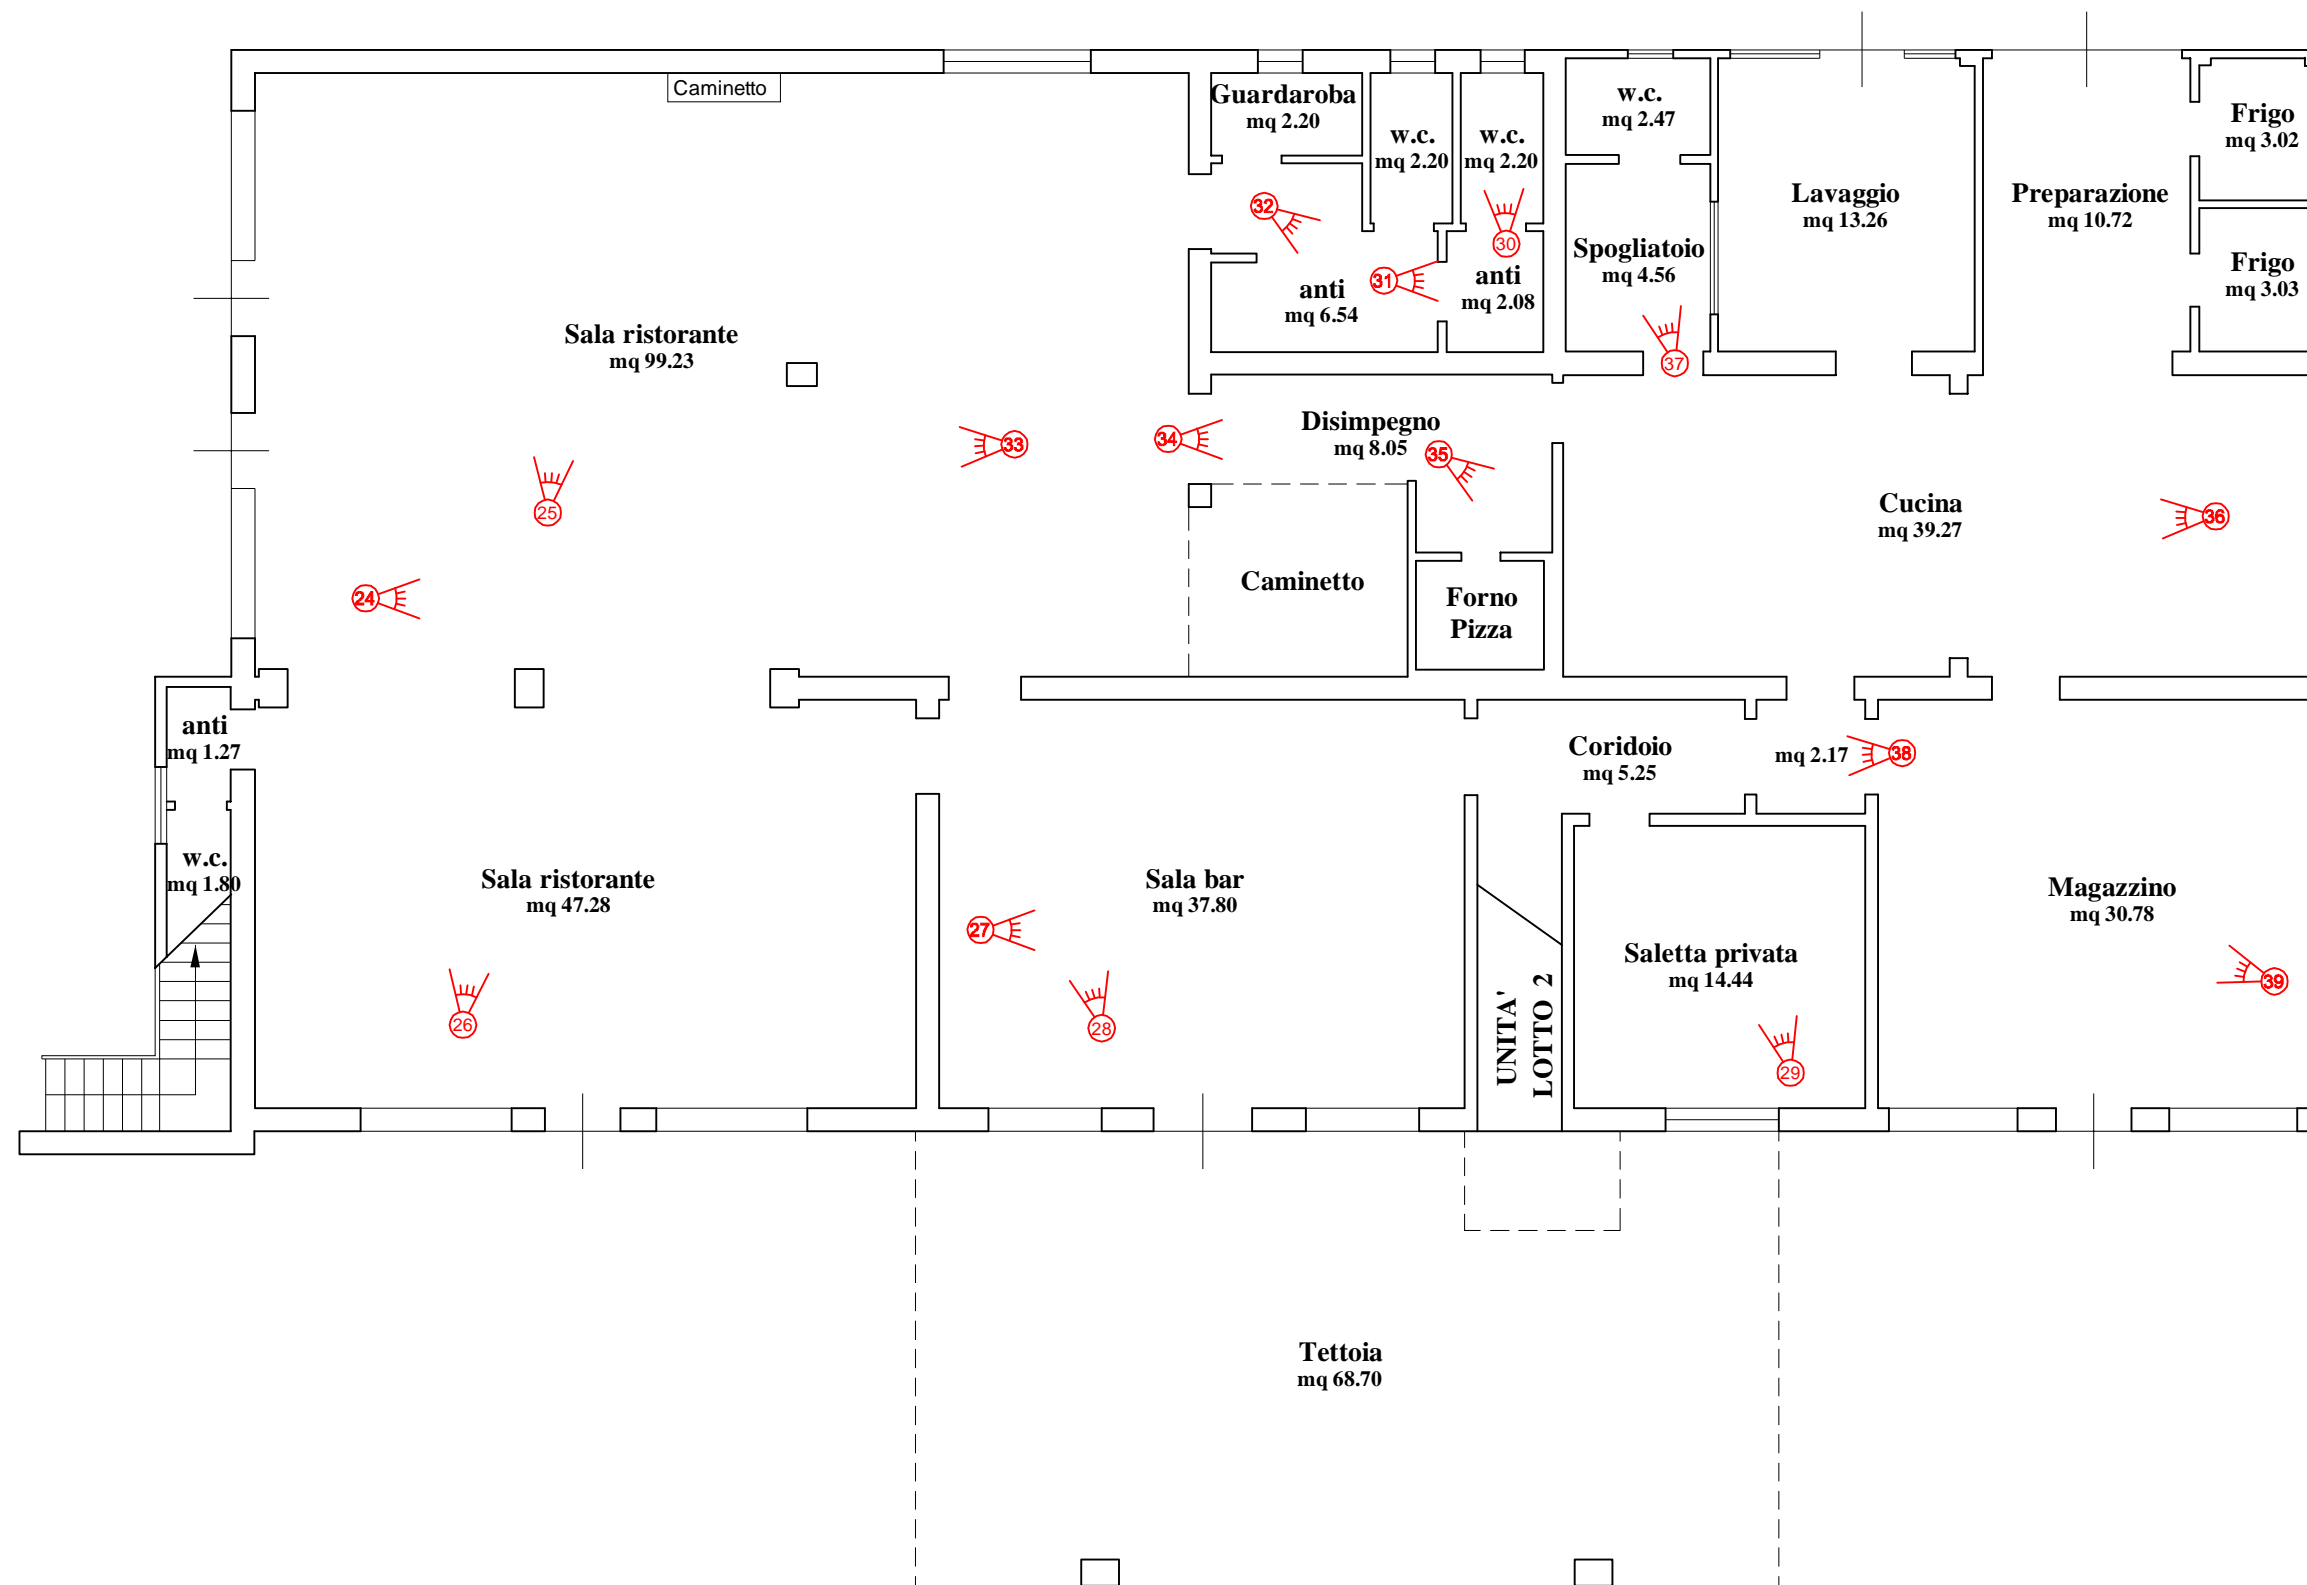 Caminetto
Guardaroba
mq 2.20
w.c.
mq 2.20
w.c.
mq 2.20
w.c.
mq 2.47
Lavaggio
mq 13.26
Preparazione
mq 10.72
Frigo
mq 3.02
Frigo
mq 3.03
32
31
30
anti
mq 6.54
anti
mq 2.08
Spogliatoio
mq 4.56
37
Sala ristorante
mq 99.23
33
34
Disimpegno
mq 8.05
35
25
24
Cucina
mq 39.27
36
Caminetto
Forno
Pizza
anti
mq 1.27
w.c.
mq 1.80
Coridoio
mq 5.25
mq 2.17
38
Sala ristorante
mq 47.28
26
Sala bar
mq 37.80
27
28
UNITA'
LOTTO 2
Saletta privata
mq 14.44
29
Magazzino
mq 30.78
39
Tettoia
mq 68.70